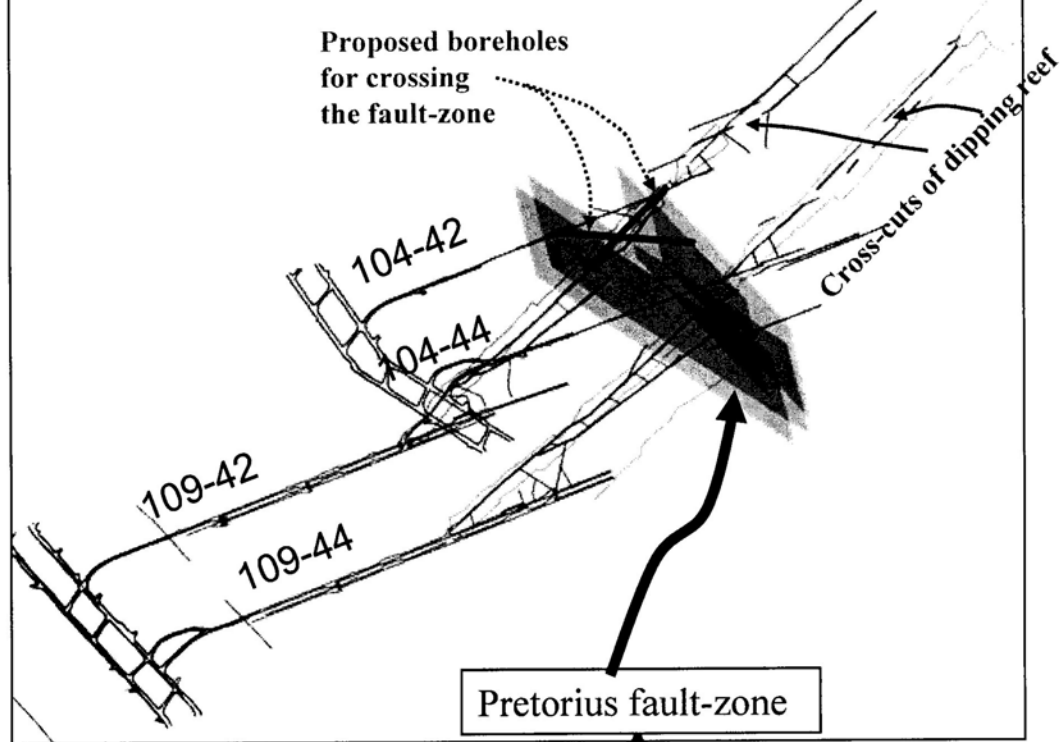 Proposed boreholes
for crossing
the fault-zone
Cross-cuts of dipping reef
104-42
104-44
109-42
109-44
Pretorius fault-zone